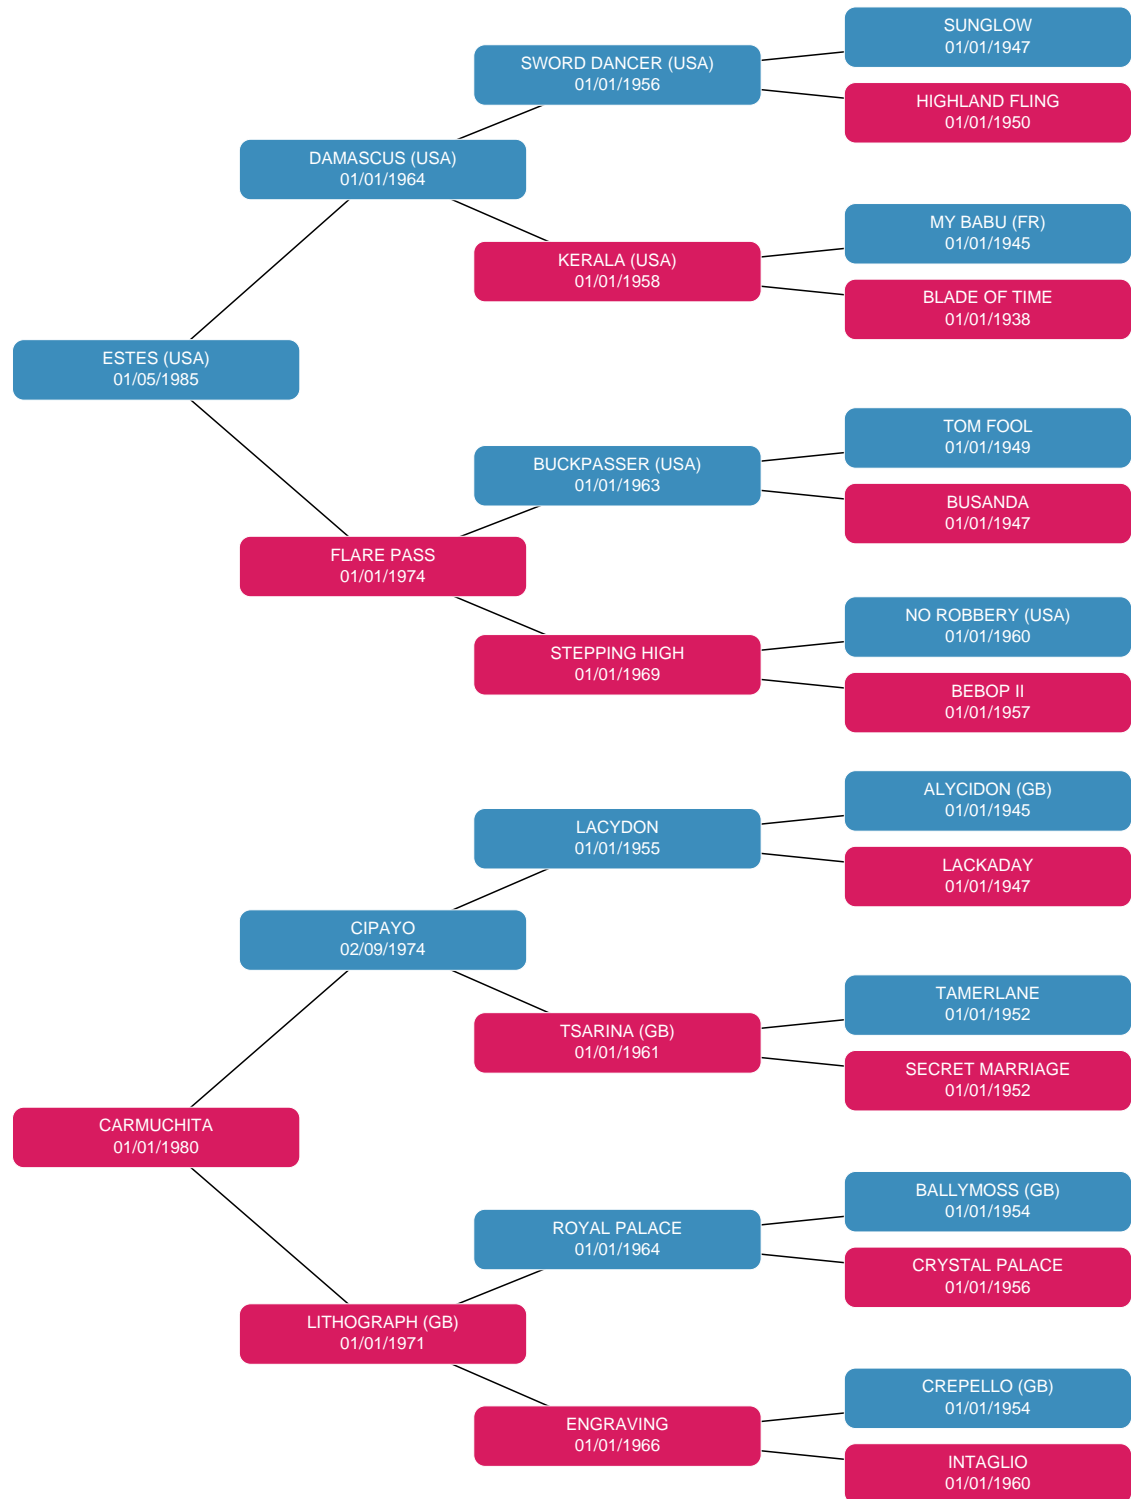 SUNGLOW
01/01/1947
SWORD DANCER (USA)
01/01/1956
HIGHLAND FLING
01/01/1950
DAMASCUS (USA)
01/01/1964
MY BABU (FR)
01/01/1945
KERALA (USA)
01/01/1958
BLADE OF TIME
01/01/1938
ESTES (USA)
01/05/1985
TOM FOOL
01/01/1949
BUCKPASSER (USA)
01/01/1963
BUSANDA
01/01/1947
FLARE PASS
01/01/1974
NO ROBBERY (USA)
01/01/1960
STEPPING HIGH
01/01/1969
BEBOP II
01/01/1957
ALYCIDON (GB)
01/01/1945
LACYDON
01/01/1955
LACKADAY
01/01/1947
CIPAYO
02/09/1974
TAMERLANE
01/01/1952
TSARINA (GB)
01/01/1961
SECRET MARRIAGE
01/01/1952
CARMUCHITA
01/01/1980
BALLYMOSS (GB)
01/01/1954
ROYAL PALACE
01/01/1964
CRYSTAL PALACE
01/01/1956
LITHOGRAPH (GB)
01/01/1971
CREPELLO (GB)
01/01/1954
ENGRAVING
01/01/1966
INTAGLIO
01/01/1960